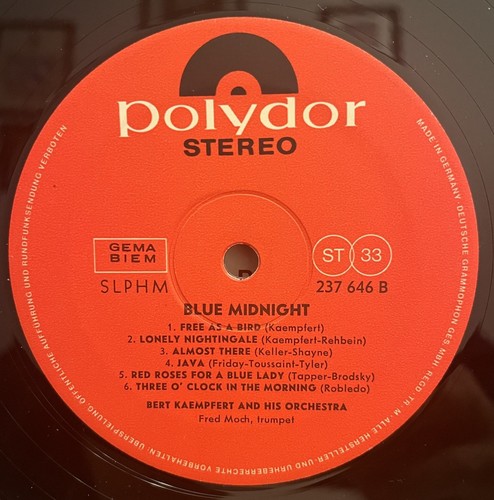 polydor
STEREO
GEMA
BIEM
SLPHM
ST 33
237 646 B
BLUE MIDNIGHT
1. FREE AS A BIRD (Kaempfert)
2. LONELY NIGHTINGALE (Kaempfert-Rehbein)
3. ALMOST THERE (Keller-Shayne)
4. JAVA (Friday-Toussaint-Tyler)
5. RED ROSES FOR A BLUE LADY (Tapper-Brodsky)
6. THREE O' CLOCK IN THE MORNING (Robledo)
BERT KAEMPFERT AND HIS ORCHESTRA
Fred Moch, trumpet
MADE IN GERMANY · DEUTSCHE GRAMMOPHON GES. MBH REGD. TR. M · ALLE HERSTELLER- UND URHEBERRECHTE VORBEHALTEN · ÜBERSPIELUNG, ÖFFENTLICHE AUFFÜHRUNG UND RUNDFUNKSENDUNG VERBOTEN